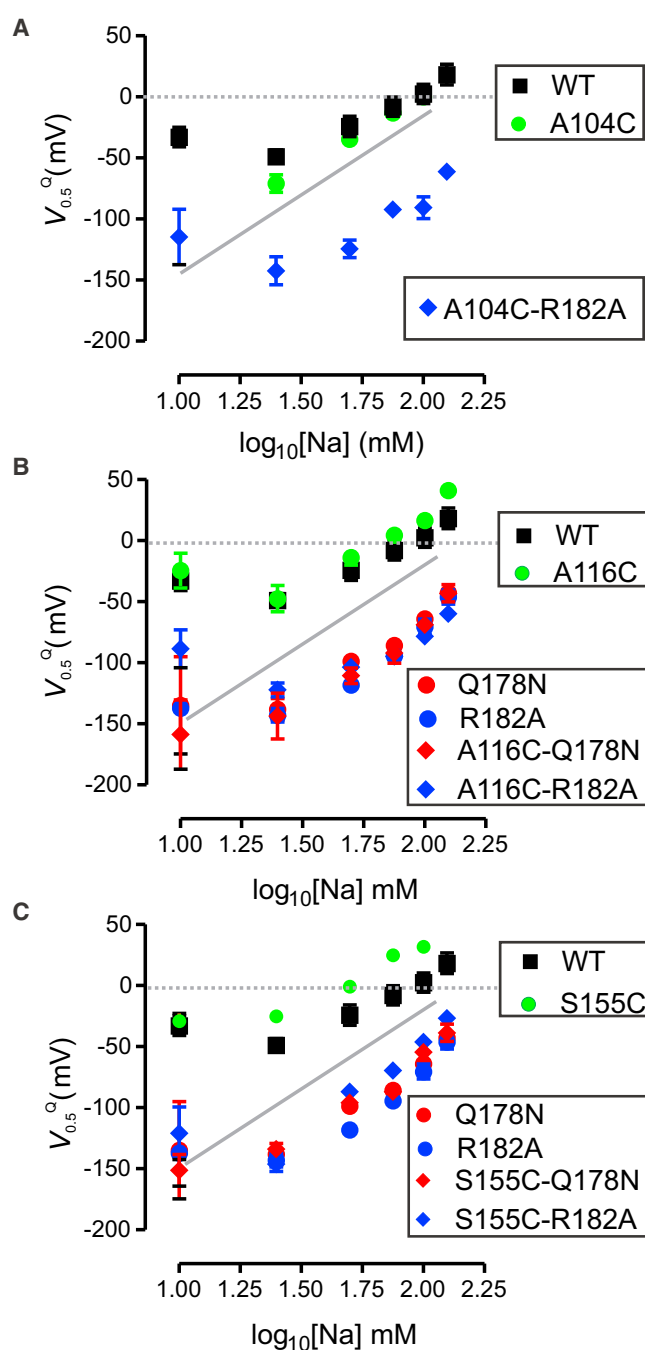 A
50
0
-50
-100
-150
-200
V0.5Q(mV)
WT
A104C
A104C-R182A
1.00 1.25 1.50 1.75 2.00 2.25
log10[Na] (mM)
B
50
0
-50
-100
-150
-200
V0.5Q(mV)
WT
A116C
Q178N
R182A
A116C-Q178N
A116C-R182A
1.00 1.25 1.50 1.75 2.00 2.25
log10[Na] mM
C
50
0
-50
-100
-150
-200
V0.5Q(mV)
WT
S155C
Q178N
R182A
S155C-Q178N
S155C-R182A
1.00 1.25 1.50 1.75 2.00 2.25
log10[Na] mM